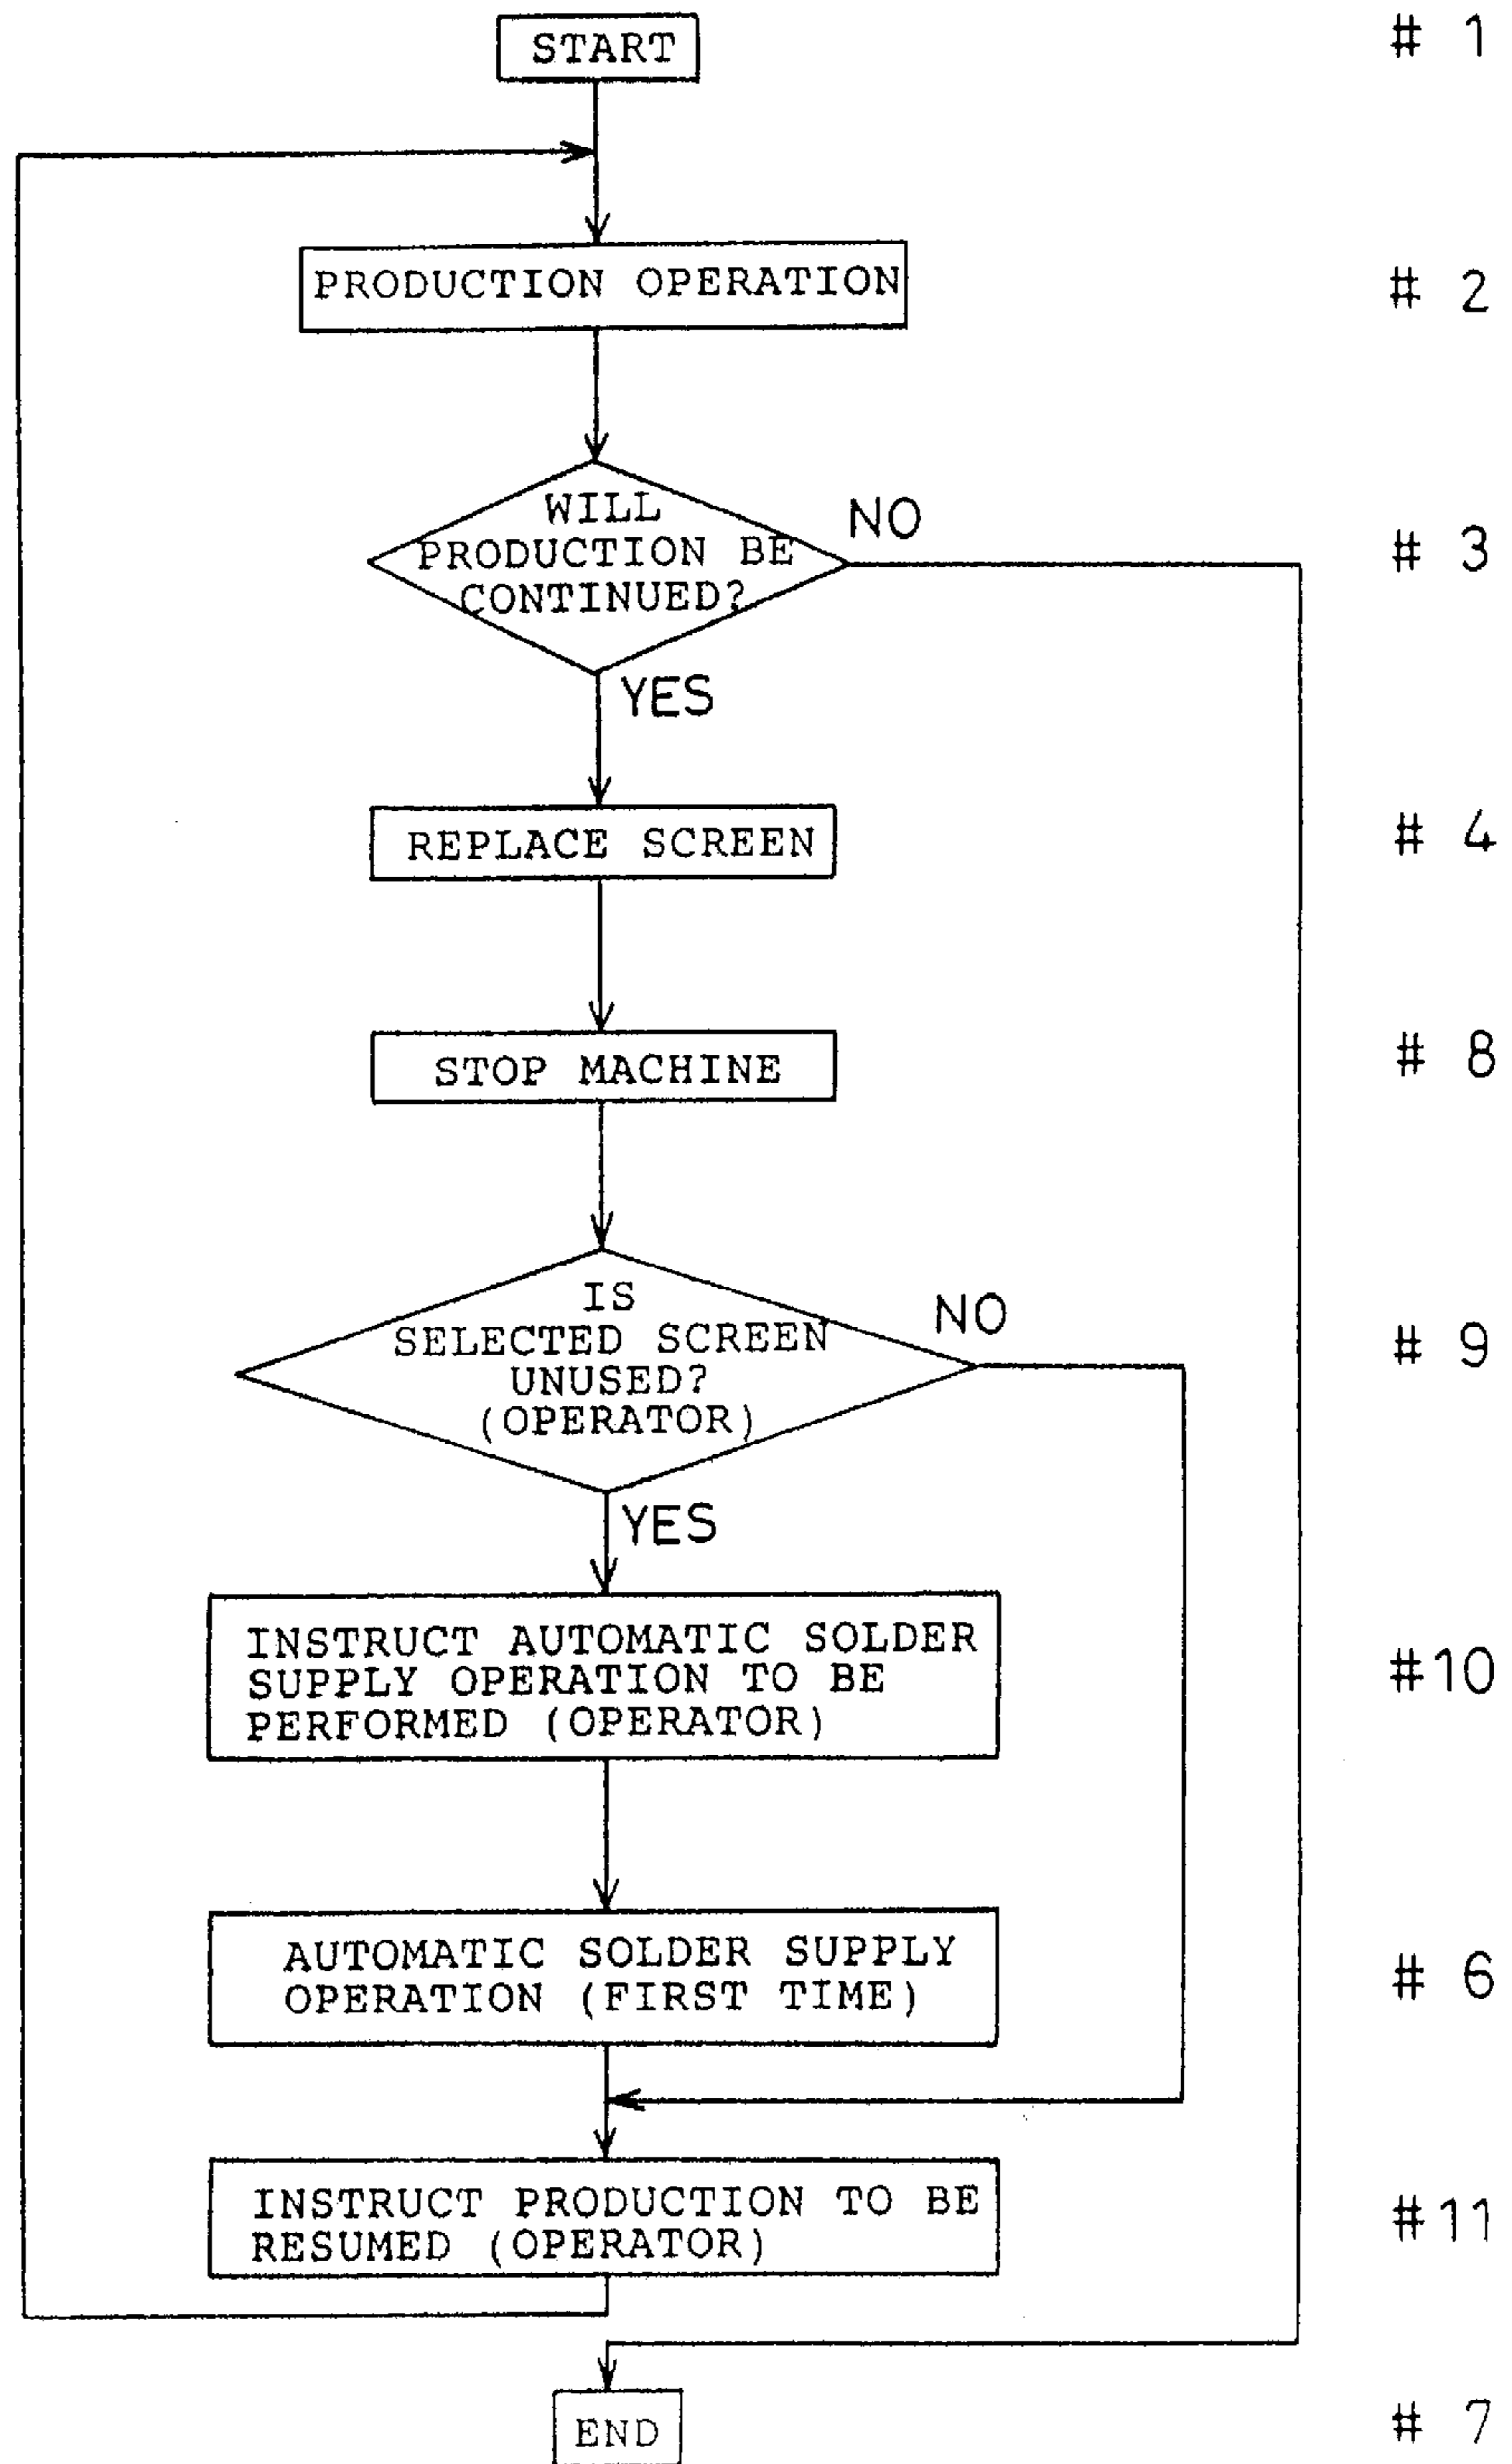 START
# 1
PRODUCTION OPERATION
# 2
WILL
PRODUCTION BE
CONTINUED?
NO
# 3
YES
REPLACE SCREEN
# 4
STOP MACHINE
# 8
IS
SELECTED SCREEN
UNUSED?
(OPERATOR)
NO
# 9
YES
INSTRUCT AUTOMATIC SOLDER
SUPPLY OPERATION TO BE
PERFORMED (OPERATOR)
#10
AUTOMATIC SOLDER SUPPLY
OPERATION (FIRST TIME)
# 6
INSTRUCT PRODUCTION TO BE
RESUMED (OPERATOR)
#11
END
# 7